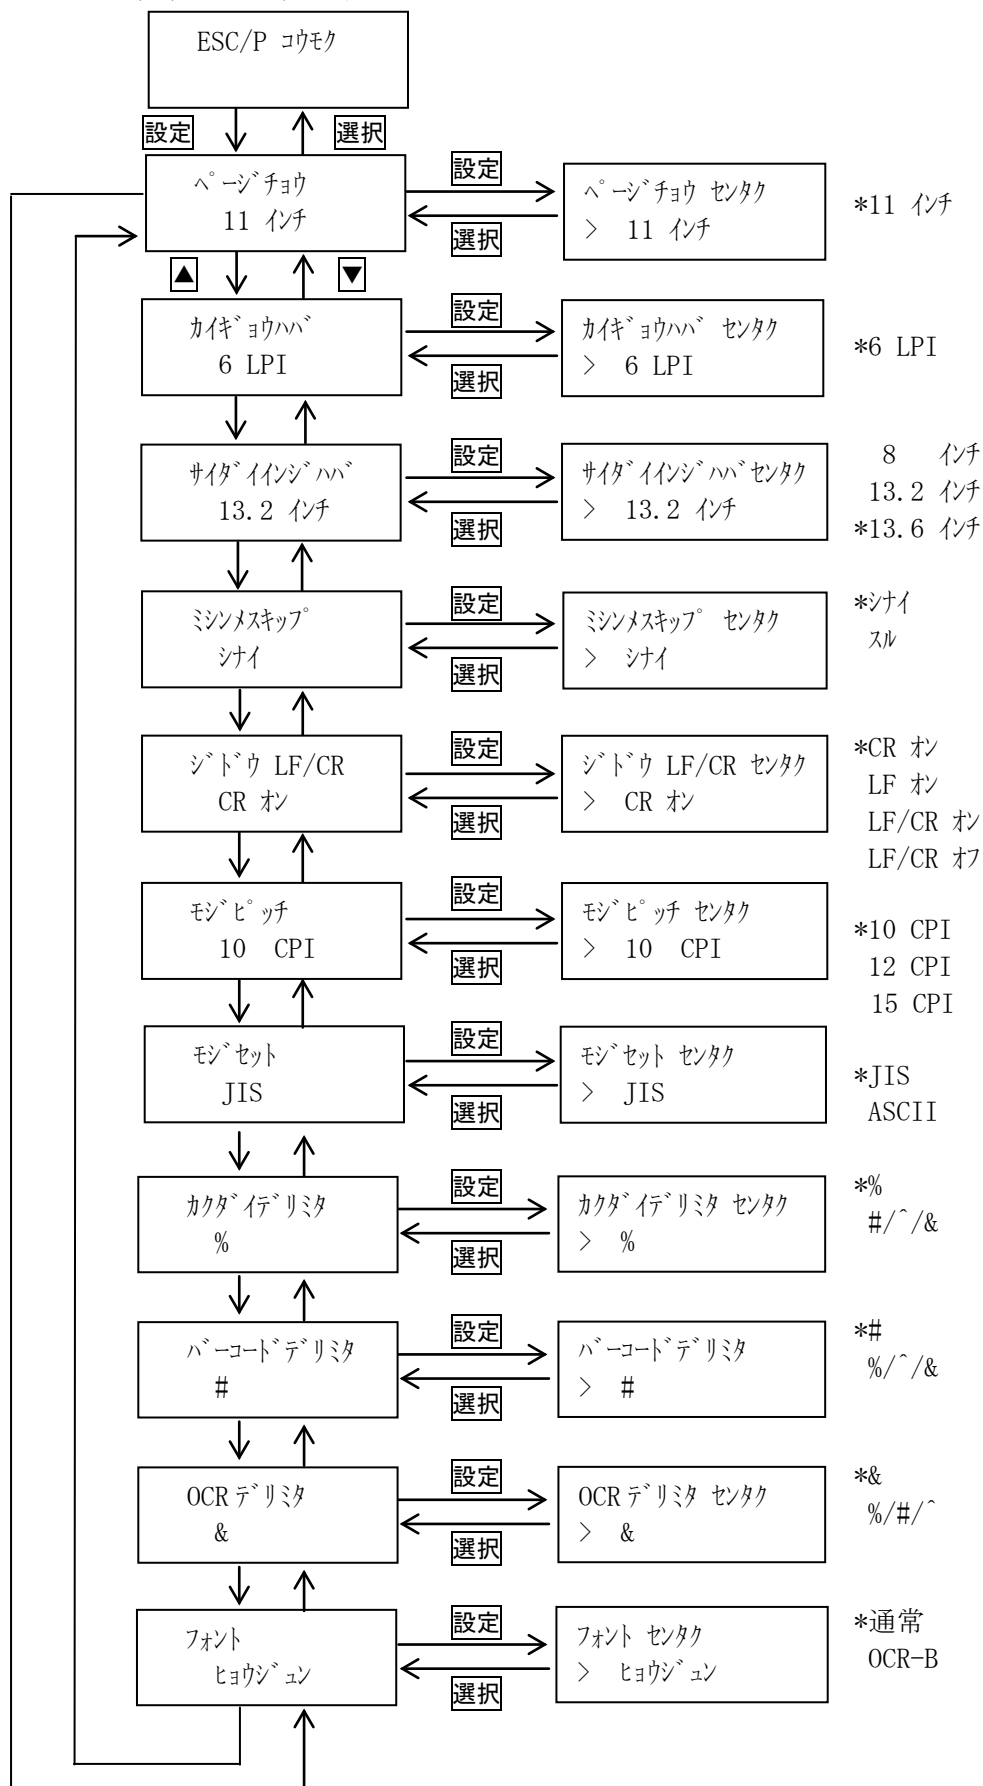 ESC/P コウモク
設定 選択
ページチョウ
11 インチ
設定
選択
ページチョウ センタク
> 11 インチ
*11 インチ
▲ ▼
カイギョウハバ
6 LPI
設定
選択
カイギョウハバ センタク
> 6 LPI
*6 LPI
サイダイインジハバ
13.2 インチ
設定
選択
サイダイインジハバセンタク
> 13.2 インチ
8 インチ
13.2 インチ
*13.6 インチ
ミシンメスキップ
シナイ
設定
選択
ミシンメスキップ センタク
> シナイ
*シナイ
スル
ジドウ LF/CR
CR オン
設定
選択
ジドウ LF/CR センタク
> CR オン
*CR オン
LF オン
LF/CR オン
LF/CR オフ
モジピッチ
10 CPI
設定
選択
モジピッチ センタク
> 10 CPI
*10 CPI
12 CPI
15 CPI
モジセット
JIS
設定
選択
モジセット センタク
> JIS
*JIS
ASCII
カクダイデリミタ
%
設定
選択
カクダイデリミタ センタク
> %
*%
#/^/&
バーコードデリミタ
#
設定
選択
バーコードデリミタ
> #
*#
%/^/&
OCRデリミタ
&
設定
選択
OCRデリミタ センタク
> &
*&
%/#/^
フォント
ヒョウジュン
設定
選択
フォント センタク
> ヒョウジュン
*通常
OCR-B